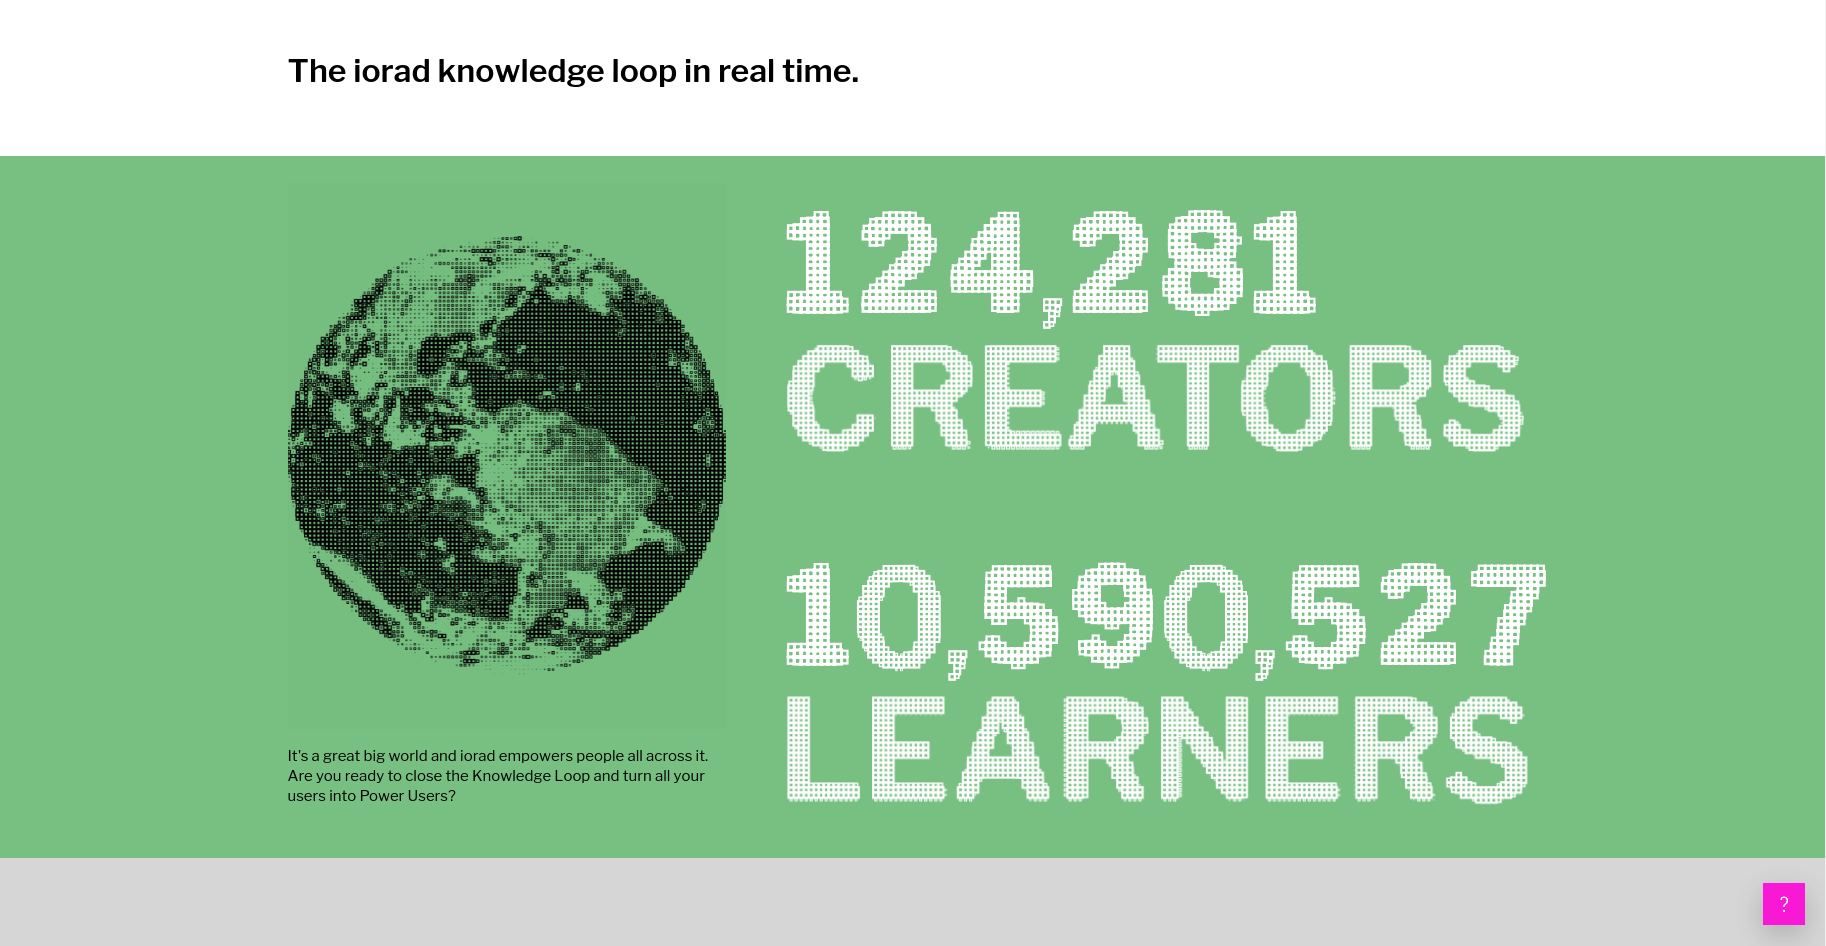 The iorad knowledge loop in real time.
124,281
CREATORS
10,590,527
LEARNERS
It's a great big world and iorad empowers people all across it.
Are you ready to close the Knowledge Loop and turn all your
users into Power Users?
?